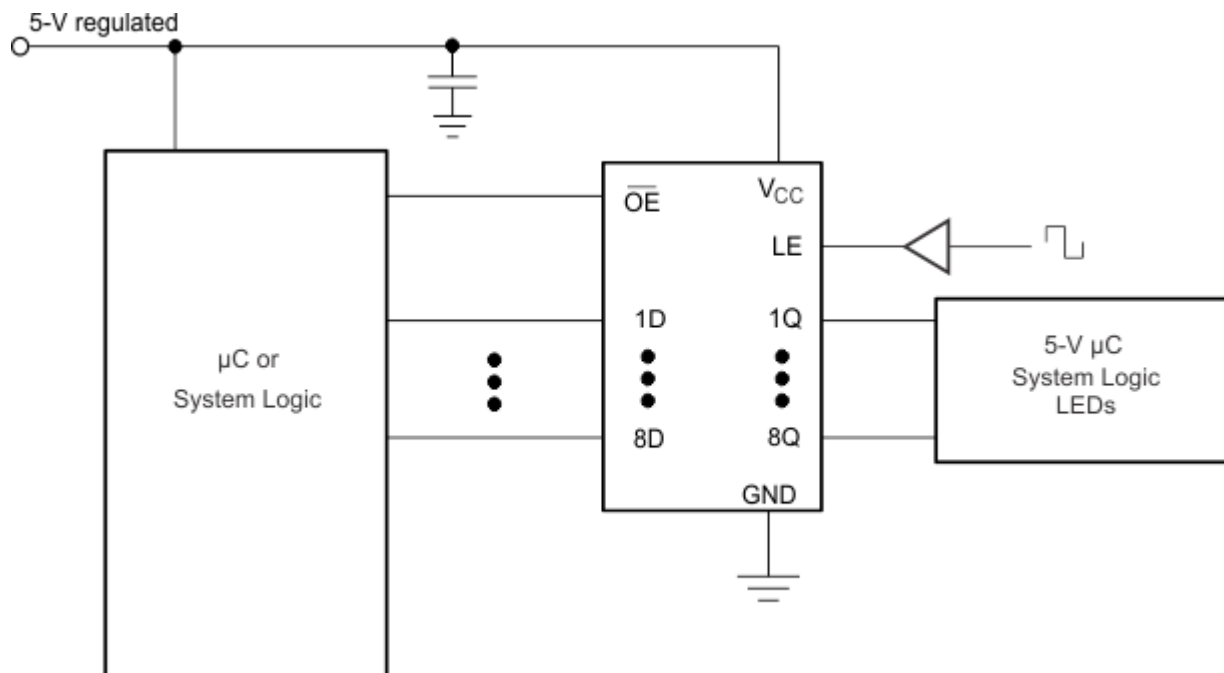 5-V regulated
OE
VCC
LE
1D
1Q
µC or
System Logic
5-V µC
System Logic
LEDs
8D
8Q
GND